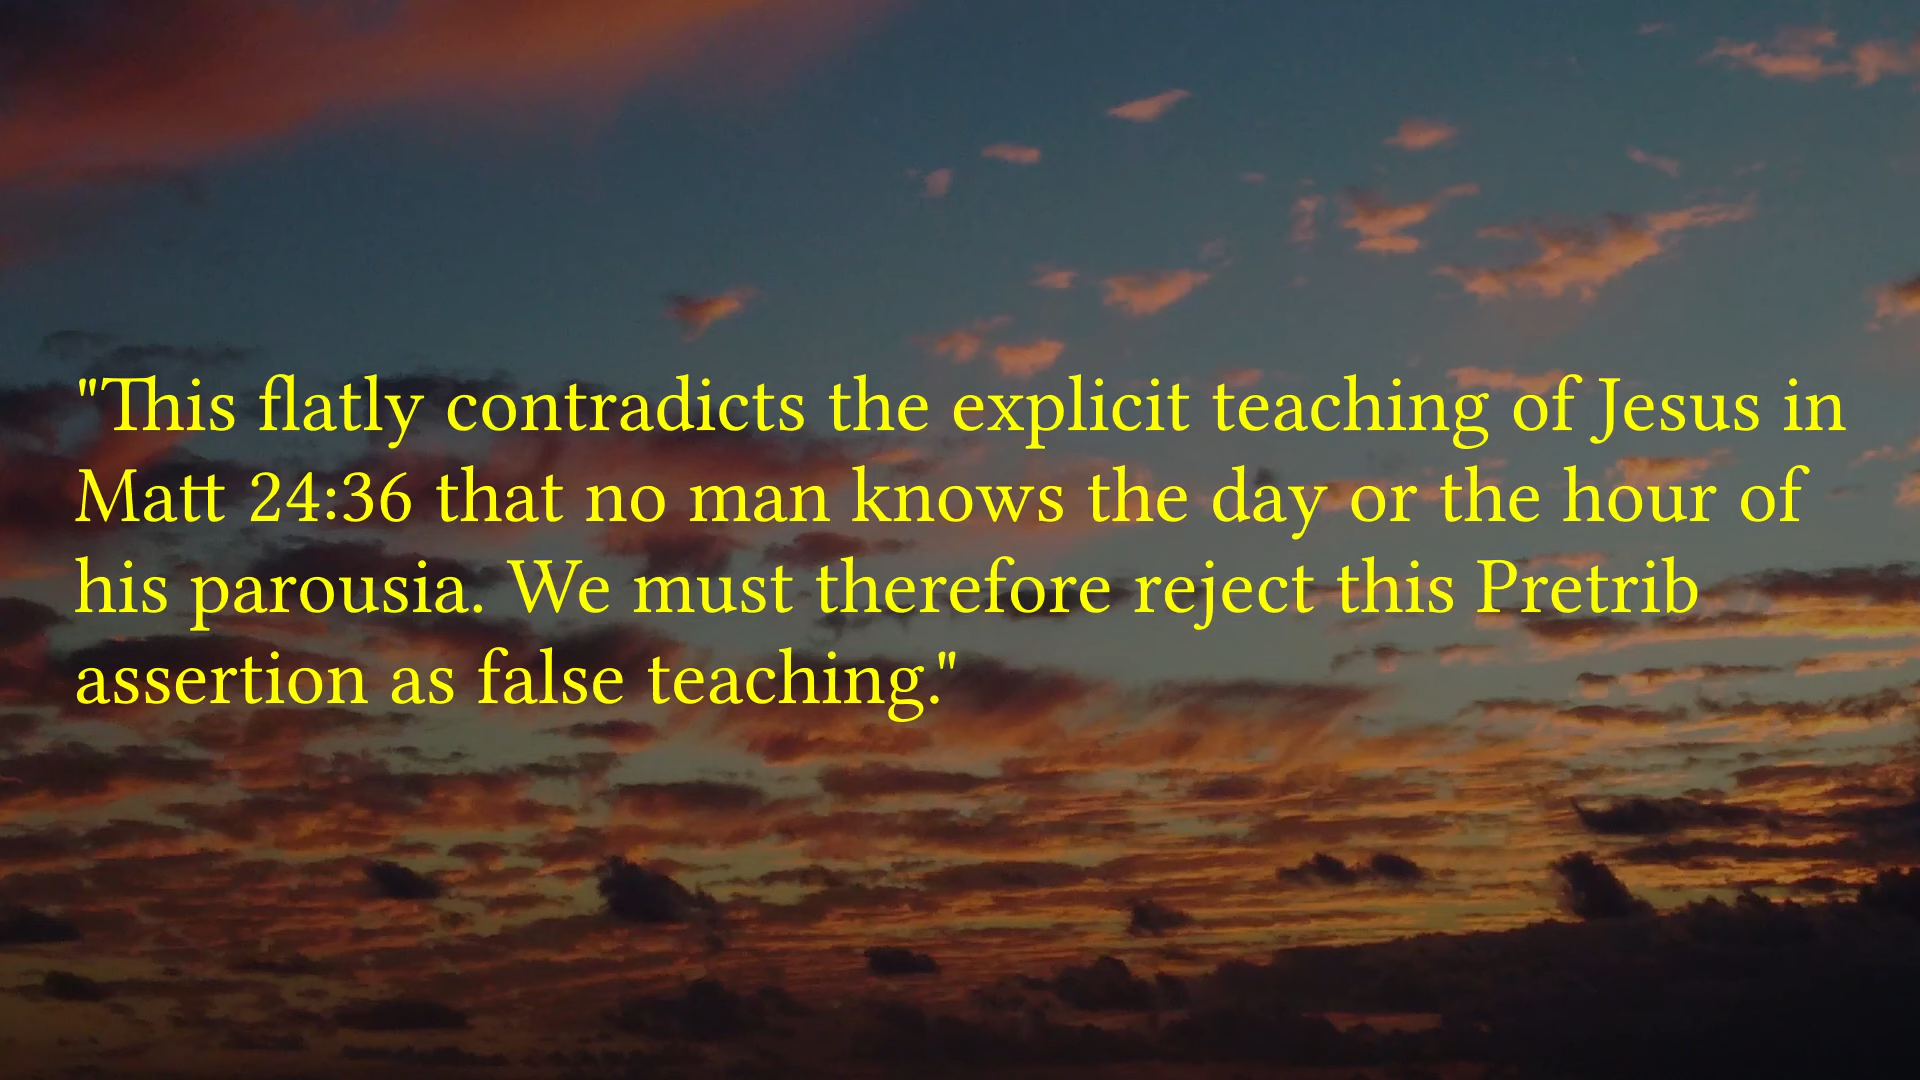 "This flatly contradicts the explicit teaching of Jesus in
Matt 24:36 that no man knows the day or the hour of
his parousia. We must therefore reject this Pretrib
assertion as false teaching."